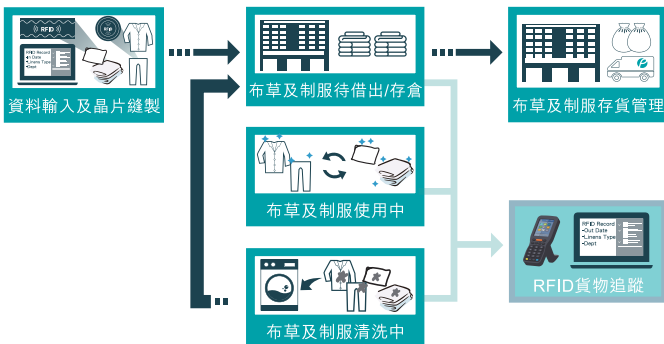 RFID
RFID Record
•In Date
•Linens Type
•Dept
資料輸入及晶片縫製
布草及制服待借出/存倉
布草及制服存貨管理
布草及制服使用中
布草及制服清洗中
RFID Record
•Out Date
•Linens Type
•Dept
RFID貨物追蹤